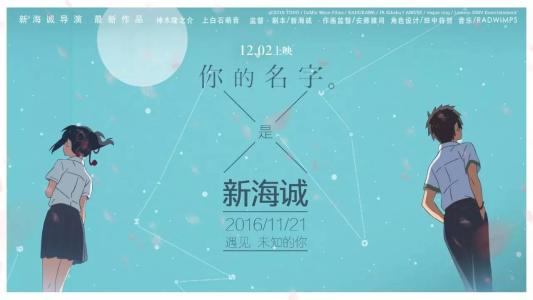 新海诚导演 最新作品 神木隆之介 上白石萌音 监督·剧本/新海诚 ·作画监督/安藤雅司 角色设计/田中将贺 音乐/RADWIMPS
12.02上映
你的名字。
是
新海诚
2016/11/21
遇见 未知的你